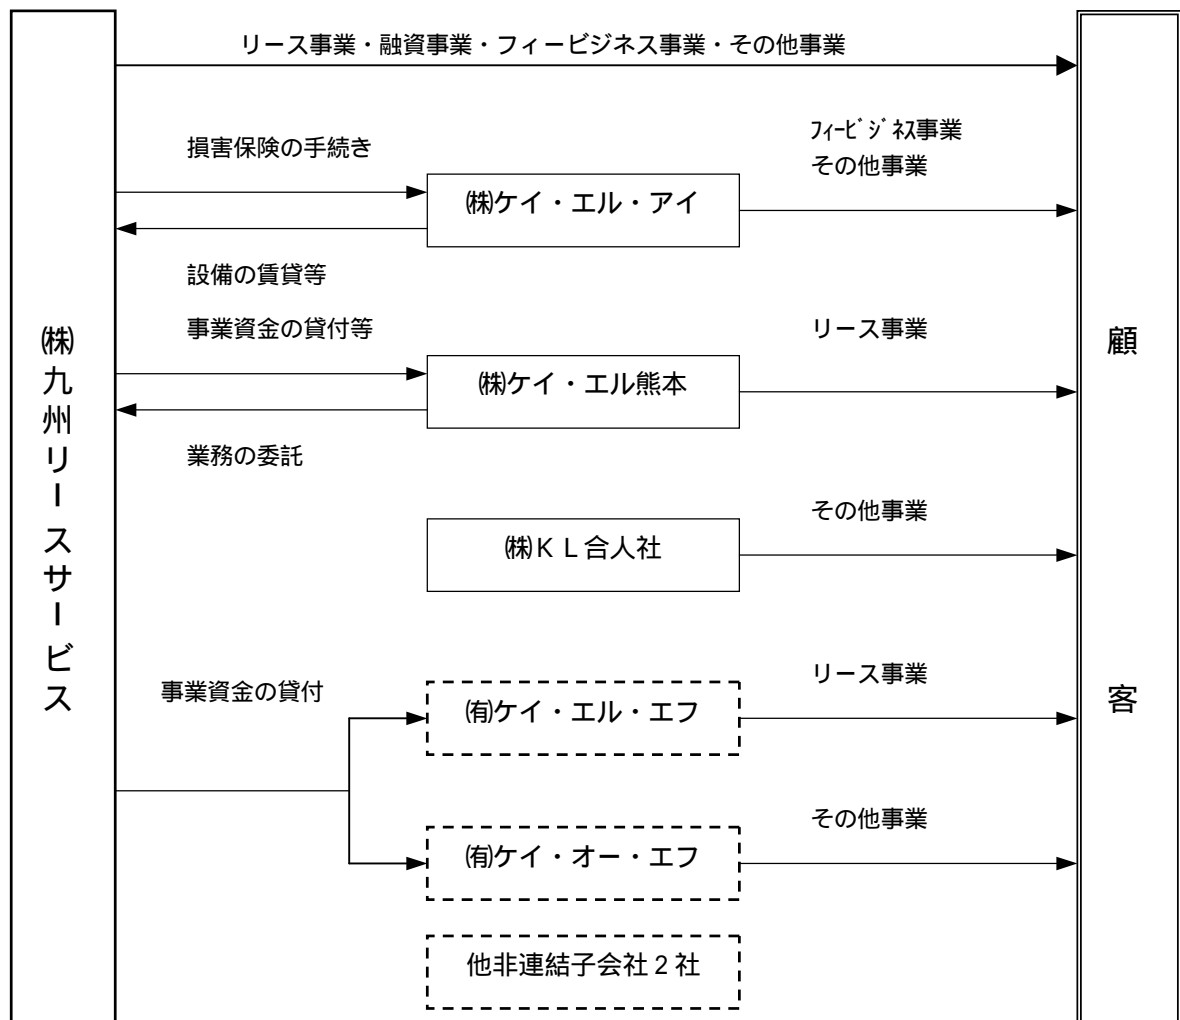 リース事業・融資事業・フィービジネス事業・その他事業
損害保険の手続き
ﾌｨｰﾋﾞｼﾞﾈｽ事業
その他事業
㈱ケイ・エル・アイ
設備の賃貸等
事業資金の貸付等
リース事業
㈱ケイ・エル熊本
業務の委託
その他事業
㈱ＫＬ合人社
リース事業
事業資金の貸付
㈲ケイ・エル・エフ
その他事業
㈲ケイ・オー・エフ
他非連結子会社２社
㈱九州リースサービス
顧客